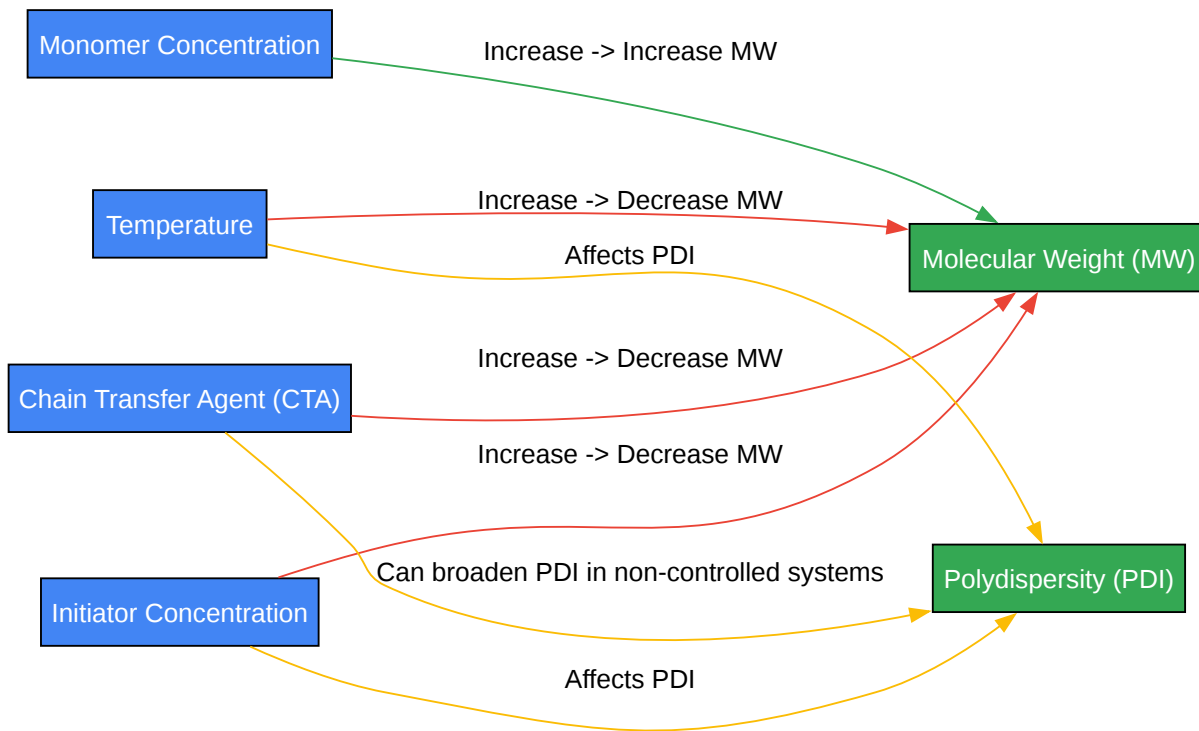 Monomer Concentration
Increase -> Increase MW
Temperature
Increase -> Decrease MW
Affects PDI
Molecular Weight (MW)
Chain Transfer Agent (CTA)
Increase -> Decrease MW
Increase -> Decrease MW
Can broaden PDI in non-controlled systems
Polydispersity (PDI)
Initiator Concentration
Affects PDI